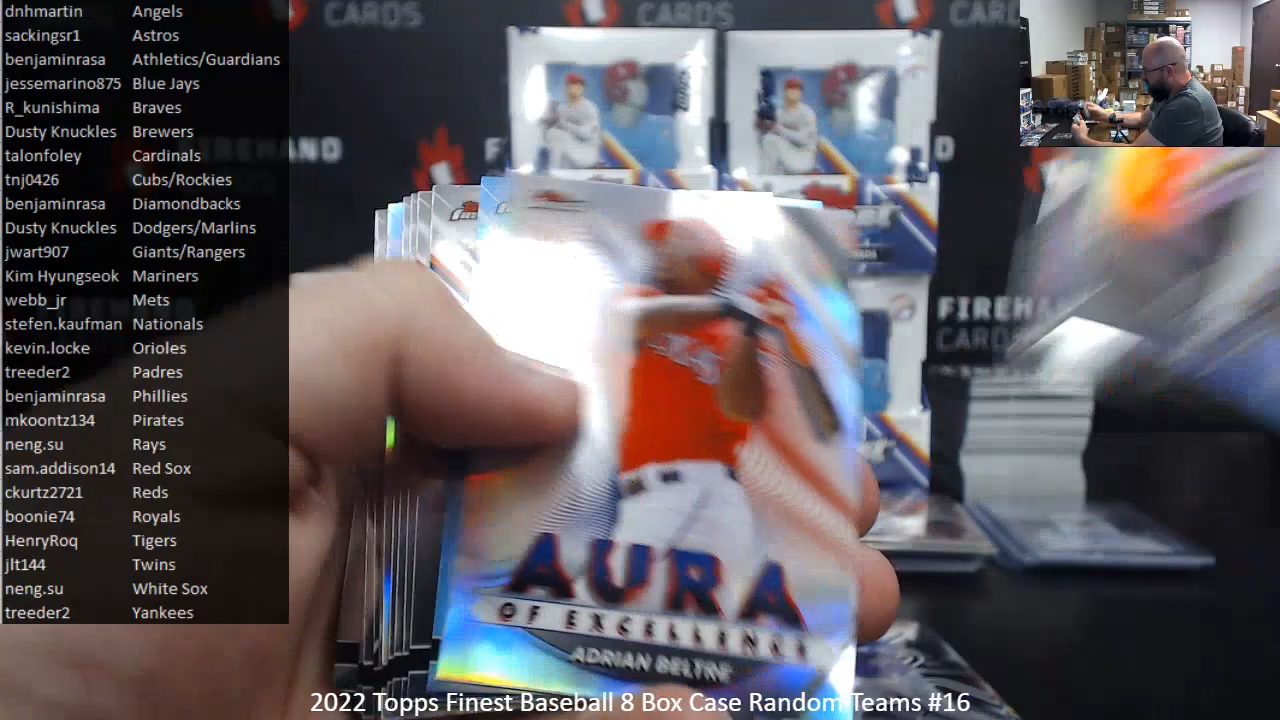 dnhmartin Angels
sackingsr1 Astros
benjaminrasa Athletics/Guardians
jessemarino875 Blue Jays
R_kunishima Braves
Dusty Knuckles Brewers
talonfoley Cardinals
tnj0426 Cubs/Rockies
benjaminrasa Diamondbacks
Dusty Knuckles Dodgers/Marlins
jwart907 Giants/Rangers
Kim Hyungseok Mariners
webb_jr Mets
stefen.kaufman Nationals
kevin.locke Orioles
treeder2 Padres
benjaminrasa Phillies
mkoontz134 Pirates
neng.su Rays
sam.addison14 Red Sox
ckurtz2721 Reds
boonie74 Royals
HenryRoq Tigers
jlt144 Twins
neng.su White Sox
treeder2 Yankees
CARDS
CARDS
FIREHAND
CARDS
AURA
OF EXCELLENCE
ADRIAN BELTRE
2022 Topps Finest Baseball 8 Box Case Random Teams #16